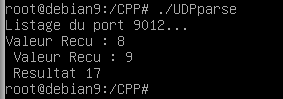 root@debian9:/CPP# ./UDPparse
Listage du port 9012...
Valeur Recu : 8
 Valeur Recu : 9
 Resultat 17
root@debian9:/CPP#